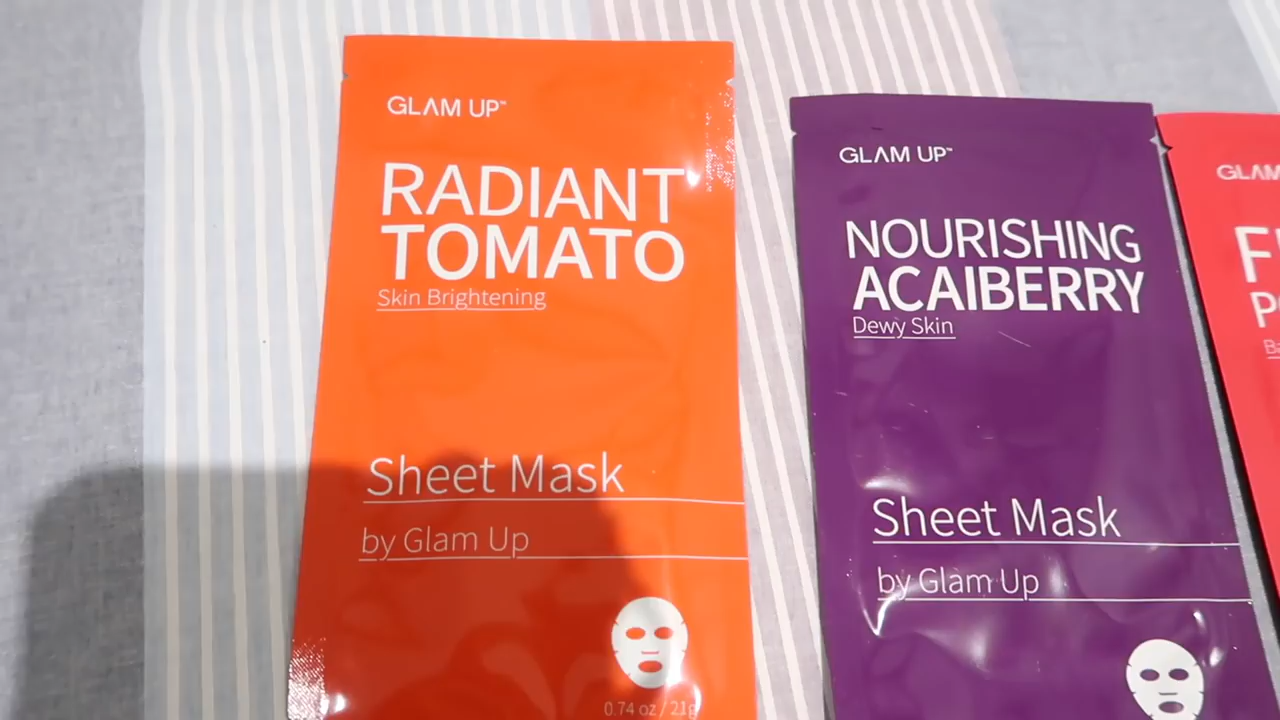 GLAM UP™
RADIANT
TOMATO
Skin Brightening
Sheet Mask
by Glam Up
0.74 oz / 21g
GLAM UP™
NOURISHING
ACAIBERRY
Dewy Skin
Sheet Mask
by Glam Up
GLAM